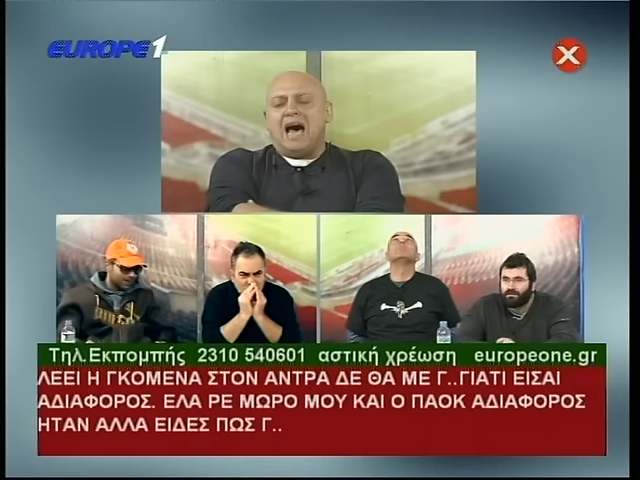 EUROPE1
X
Τηλ.Εκπομπής 2310 540601 αστική χρέωση europeone.gr
ΛΕΕΙ Η ΓΚΟΜΕΝΑ ΣΤΟΝ ΑΝΤΡΑ ΔΕ ΘΑ ΜΕ Γ..ΓΙΑΤΙ ΕΙΣΑΙ
ΑΔΙΑΦΟΡΟΣ. ΕΛΑ ΡΕ ΜΩΡΟ ΜΟΥ ΚΑΙ Ο ΠΑΟΚ ΑΔΙΑΦΟΡΟΣ
ΗΤΑΝ ΑΛΛΑ ΕΙΔΕΣ ΠΩΣ Γ..